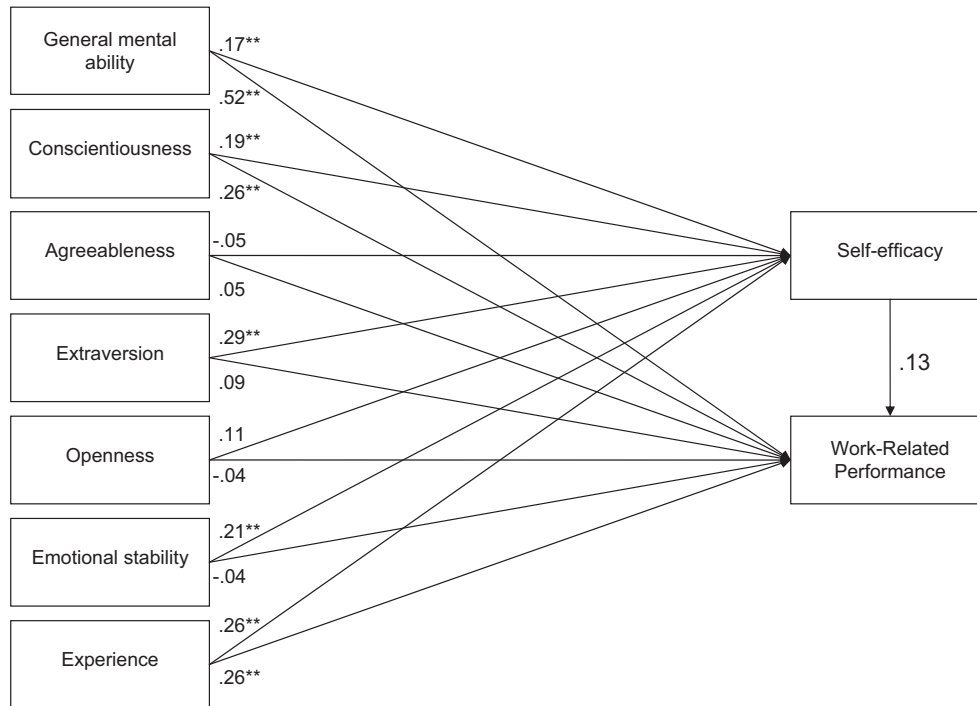 General mental
ability
.17**
.52**
Conscientiousness
.19**
.26**
Agreeableness
-.05
.05
Extraversion
.29**
.09
Openness
.11
-.04
Emotional stability
.21**
-.04
Experience
.26**
.26**
Self-efficacy
.13
Work-Related
Performance